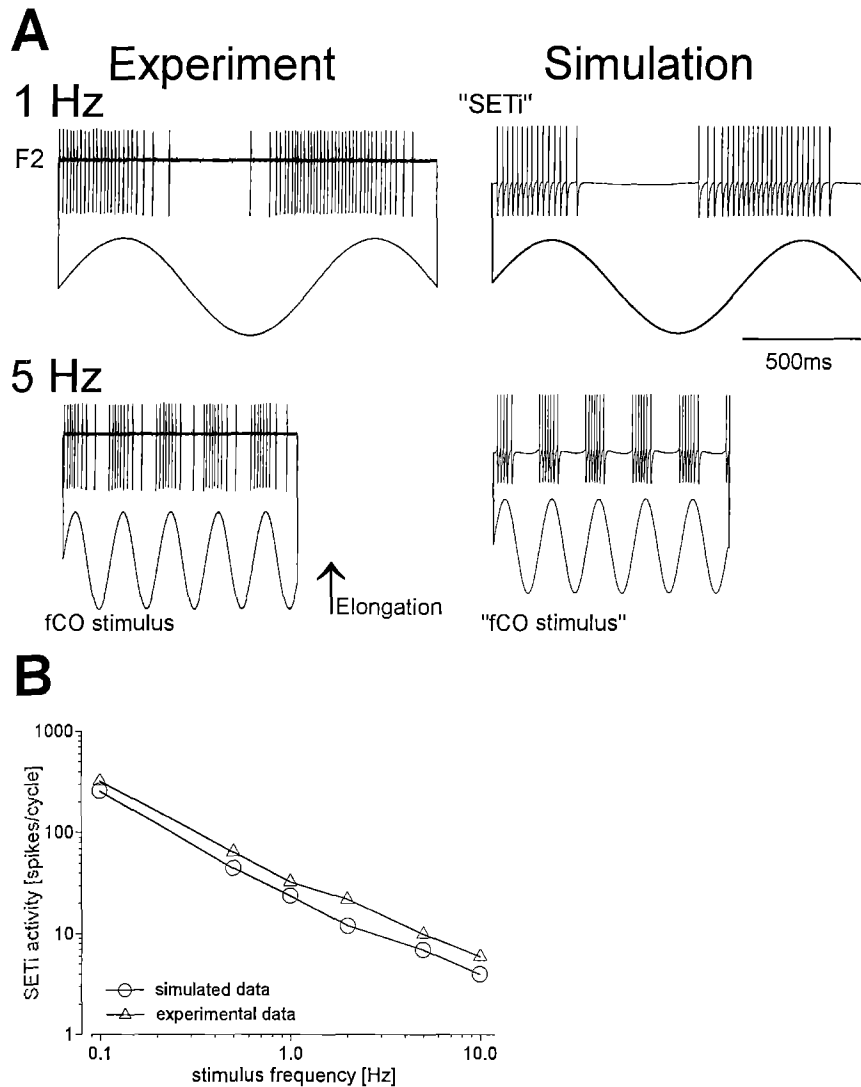 A
Experiment
Simulation
1 Hz
"SETi"
F2
500ms
5 Hz
Elongation
fCO stimulus
"fCO stimulus"
B
1000
100
10
1
SETi activity [spikes/cycle]
simulated data
experimental data
0.1
1.0
10.0
stimulus frequency [Hz]